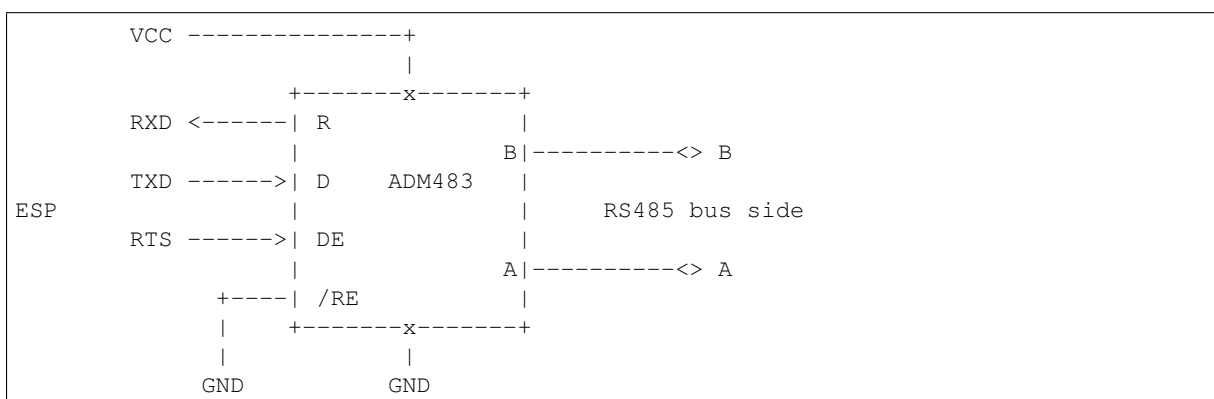 VCC ---------------+
|
+-------x-------+
RXD <------| R |
| B|----------<> B
TXD ------>| D ADM483 |
ESP | | RS485 bus side
RTS ------>| DE |
| A|----------<> A
+----| /RE |
| +-------x-------+
| |
GND GND